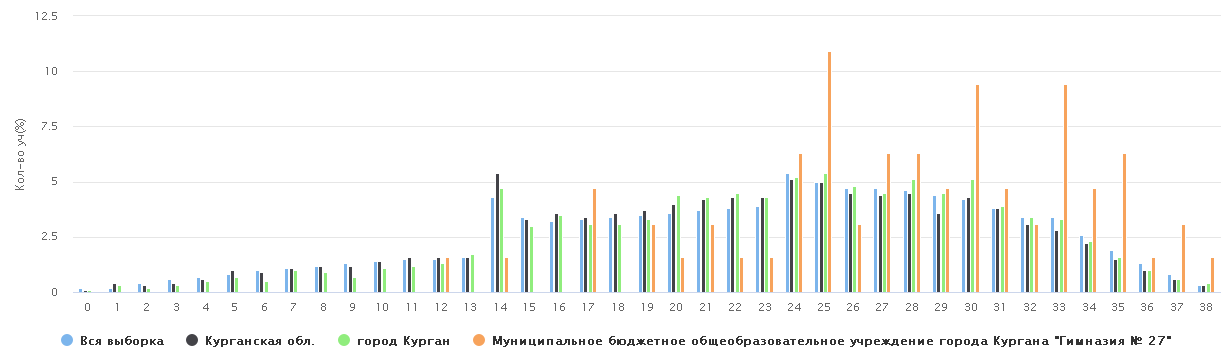 12.5
10
7.5
5
2.5
0
Кол-во уч(%)
0 1 2 3 4 5 6 7 8 9 10 11 12 13 14 15 16 17 18 19 20 21 22 23 24 25 26 27 28 29 30 31 32 33 34 35 36 37 38
Вся выборка Курганская обл. город Курган Муниципальное бюджетное общеобразовательное учреждение города Кургана "Гимназия № 27"